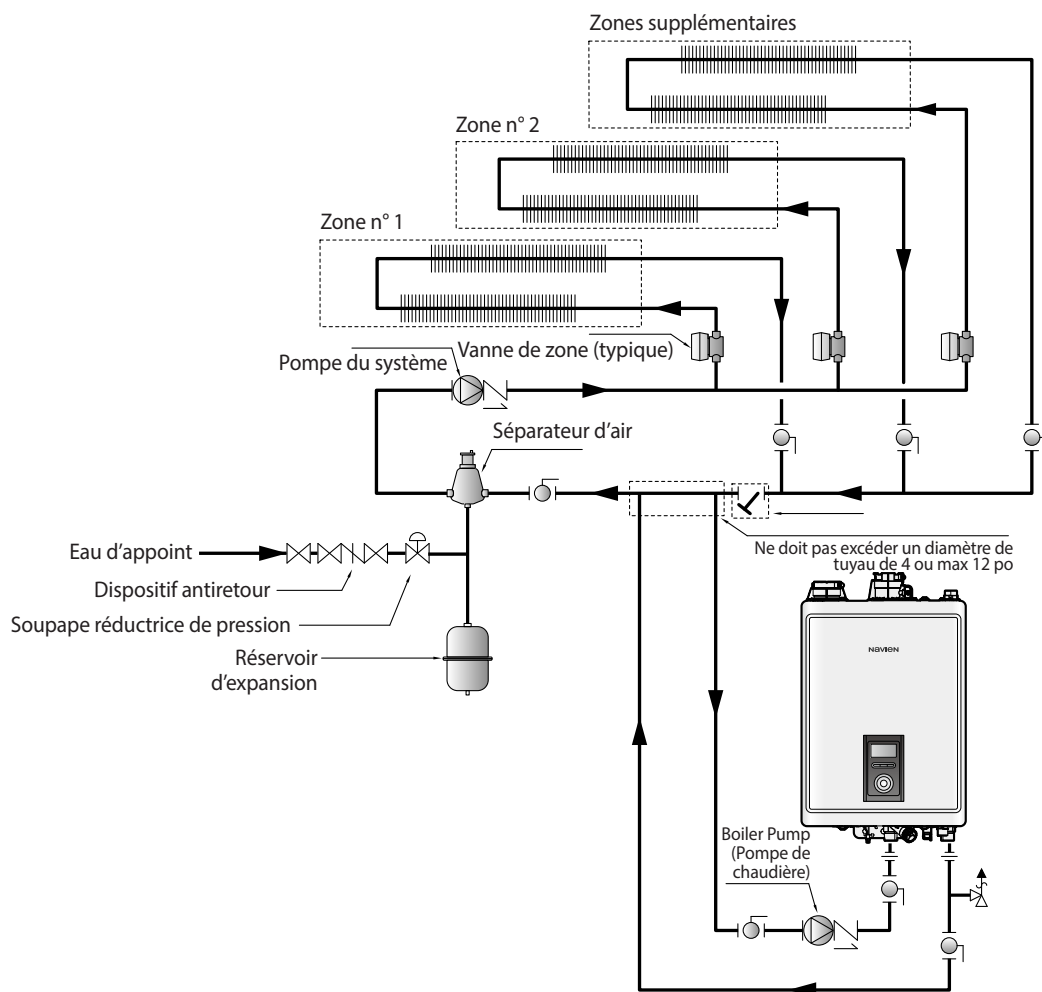 Zones supplémentaires
Zone n° 2
Zone n° 1
Vanne de zone (typique)
Pompe du système
Séparateur d'air
Eau d'appoint
Ne doit pas excéder un diamètre de
tuyau de 4 ou max 12 po
Dispositif antiretour
Soupape réductrice de pression
Réservoir
d'expansion
NAVIEN
Boiler Pump
(Pompe de
chaudière)